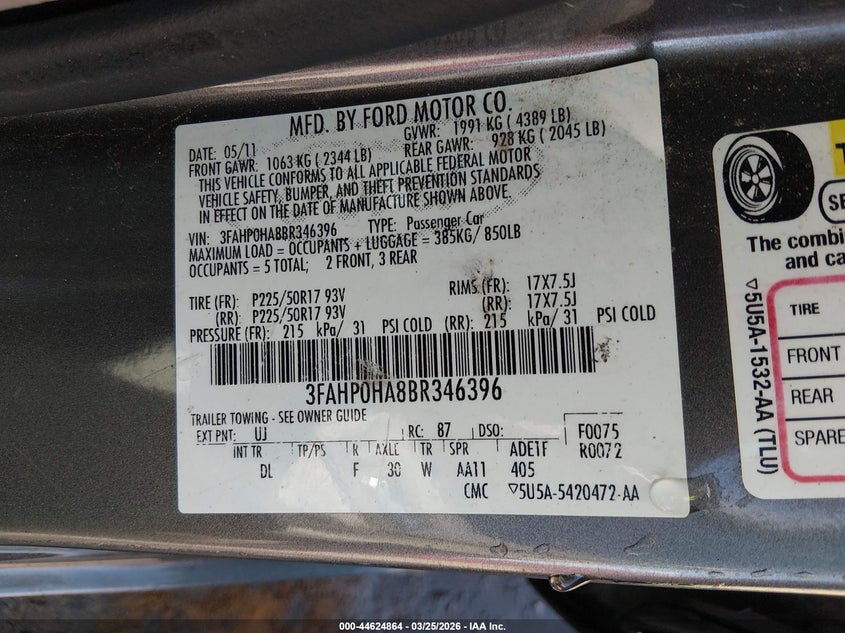 MFD. BY FORD MOTOR CO.
DATE: 05/11 GVWR: 1991 KG ( 4389 LB)
FRONT GAWR: 1063 KG ( 2344 LB) REAR GAWR: 928 KG ( 2045 LB)
THIS VEHICLE CONFORMS TO ALL APPLICABLE FEDERAL MOTOR
VEHICLE SAFETY, BUMPER, AND THEFT PREVENTION STANDARDS
IN EFFECT ON THE DATE OF MANUFACTURE SHOWN ABOVE.
VIN: 3FAHP0HA8BR346396 TYPE: Passenger Car
MAXIMUM LOAD = OCCUPANTS + LUGGAGE = 385KG/ 850LB
OCCUPANTS = 5 TOTAL; 2 FRONT, 3 REAR
TIRE (FR): P225/50R17 93V RIMS (FR): 17X7.5J
(RR): P225/50R17 93V (RR): 17X7.5J
PRESSURE (FR): 215 kPa/ 31 PSI COLD (RR): 215 kPa/ 31 PSI COLD
3FAHP0HA8BR346396
TRAILER TOWING - SEE OWNER GUIDE
EXT PNT: UJ RC: 87 DSO: F0075
INT TR TP/PS R AXLE TR SPR ADE1F R0072
DL F 30 W AA11 405
CMC ▽5U5A-5420472-AA
SE
The combi
and ca
▽5U5A-1532-AA (TLU)
TIRE
FRONT
REAR
SPARE
000-44624864 | 03/25/2026 | IAA Inc.